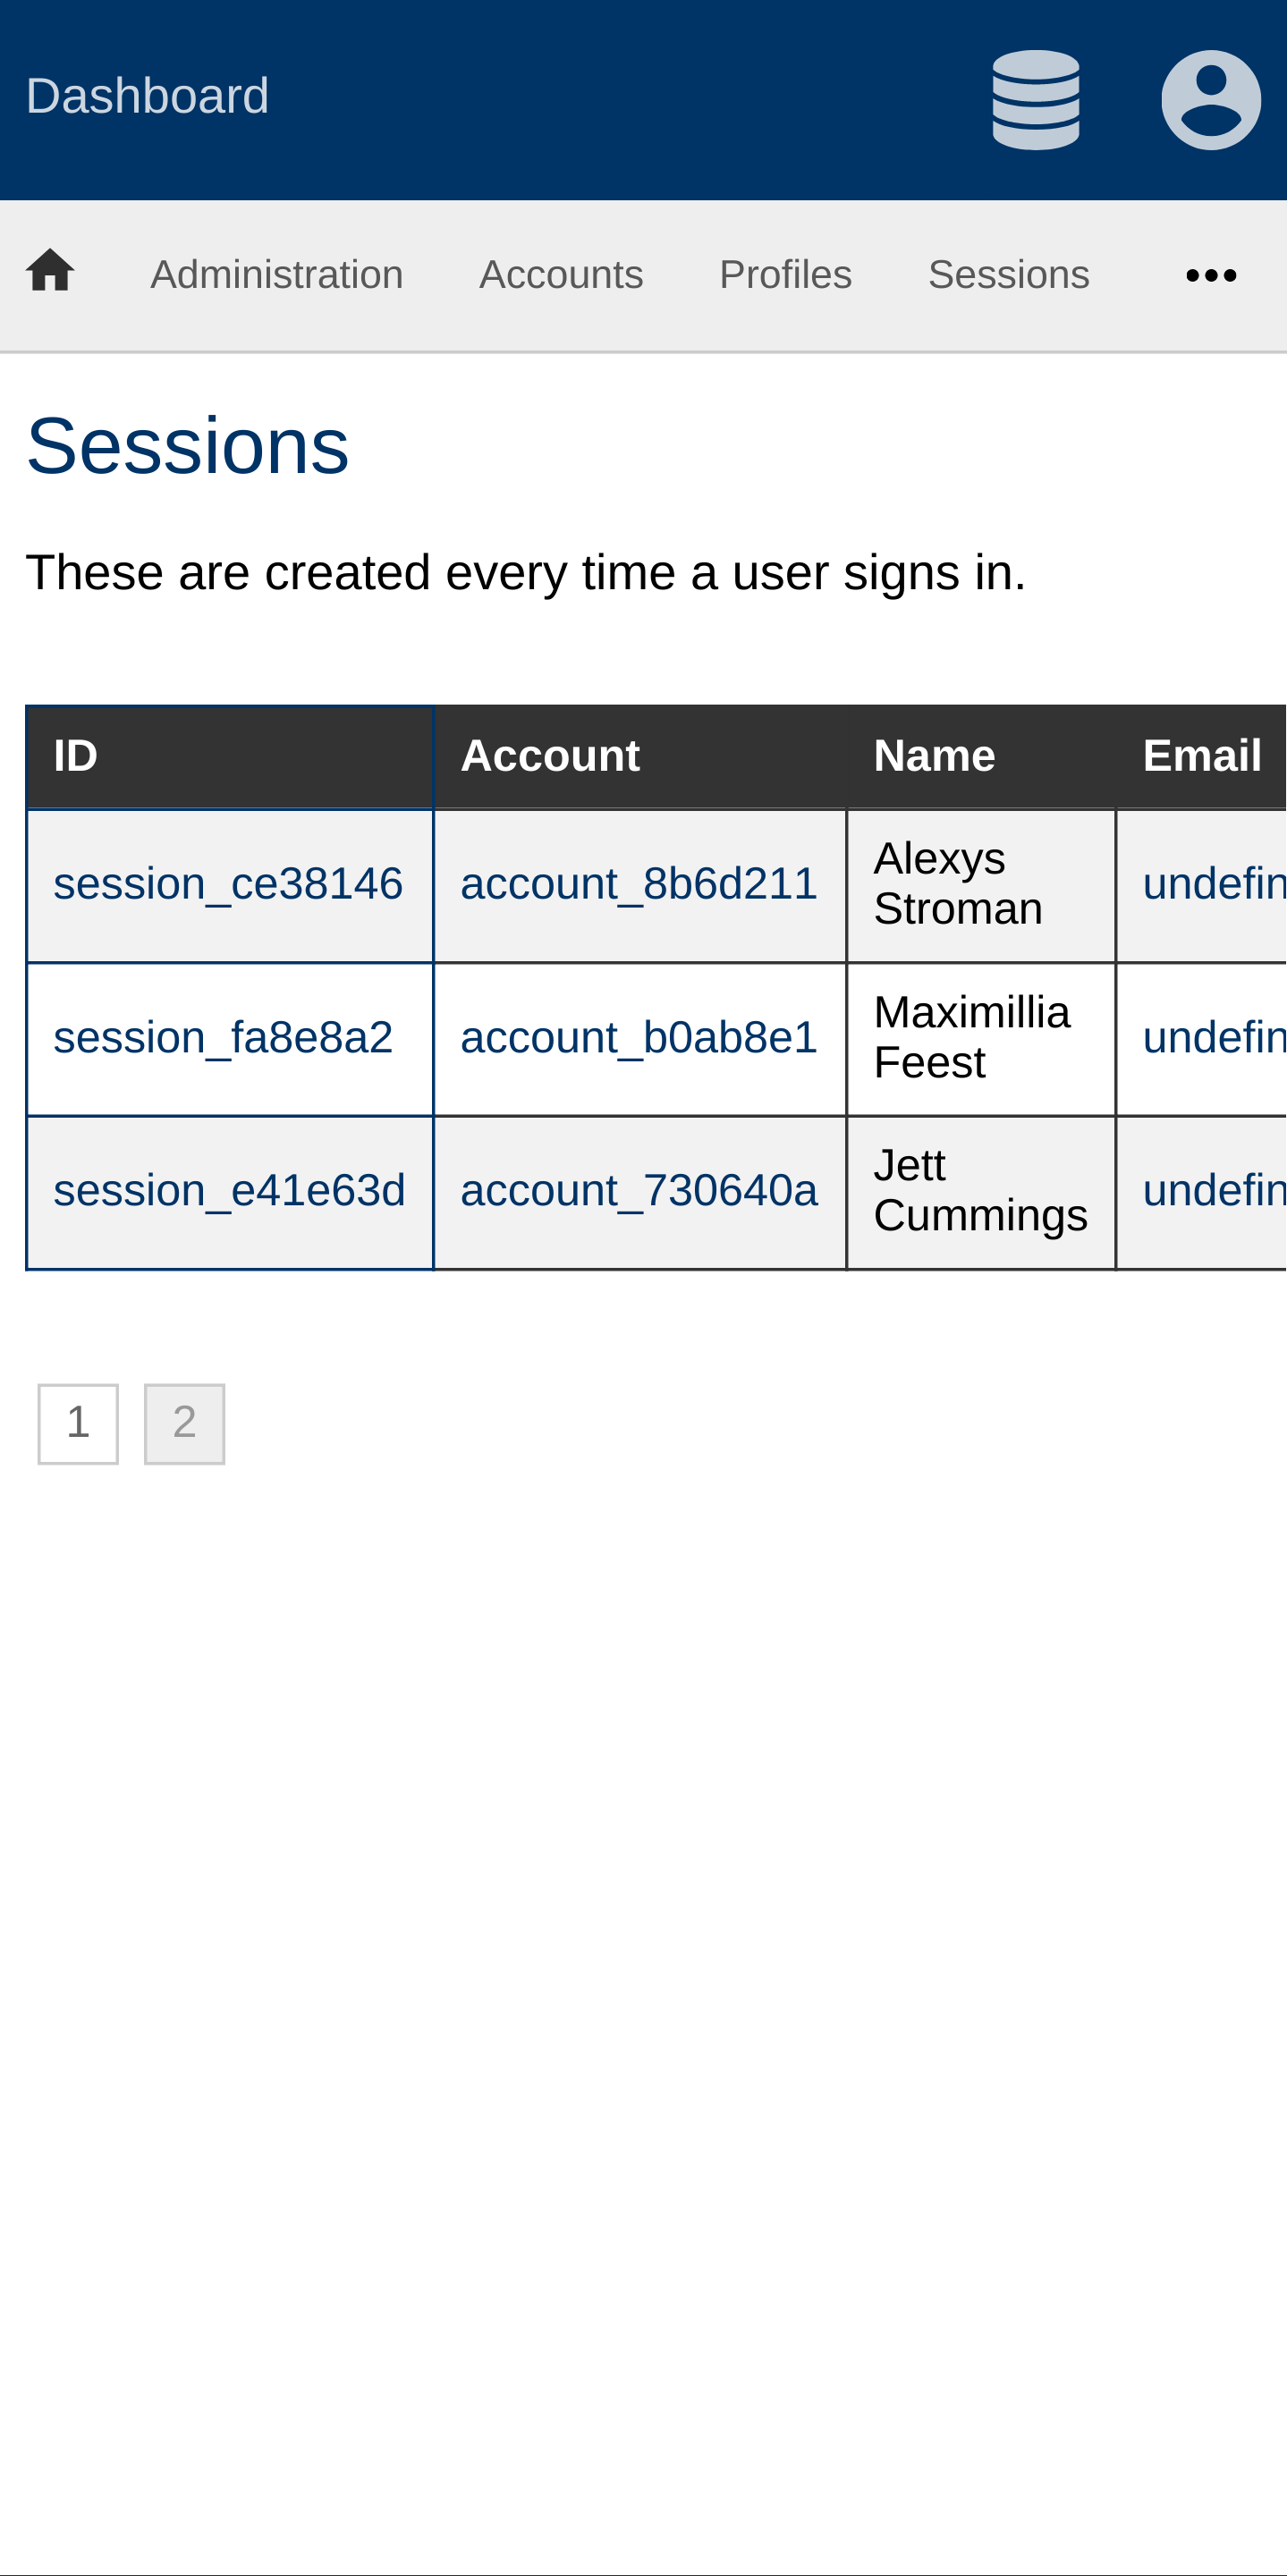 Dashboard
Administration Accounts Profiles Sessions
Sessions
These are created every time a user signs in.
ID Account Name Email
session_ce38146 account_8b6d211 Alexys Stroman undefin
session_fa8e8a2 account_b0ab8e1 Maximillia Feest undefin
session_e41e63d account_730640a Jett Cummings undefin
1 2